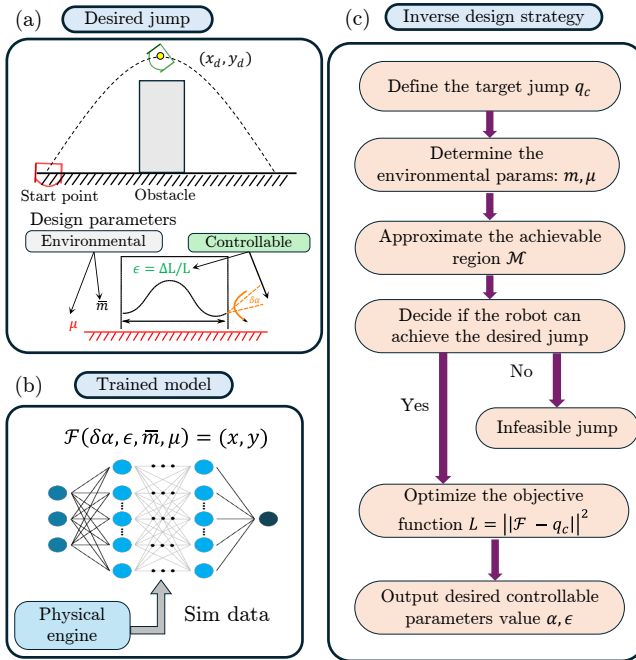 (a)
Desired jump
(x_d, y_d)
Start point
Obstacle
Design parameters
Environmental
Controllable
ϵ = ΔL/L
δα
m̅
μ
(b)
Trained model
ℱ(δα, ϵ, m̅, μ) = (x, y)
Physical
engine
Sim data
(c)
Inverse design strategy
Define the target jump q_c
Determine the
environmental params: m, μ
Approximate the achievable
region ℳ
Decide if the robot can
achieve the desired jump
No
Yes
Infeasible jump
Optimize the objective
function L = ||ℱ − q_c||²
Output desired controllable
parameters value α, ϵ